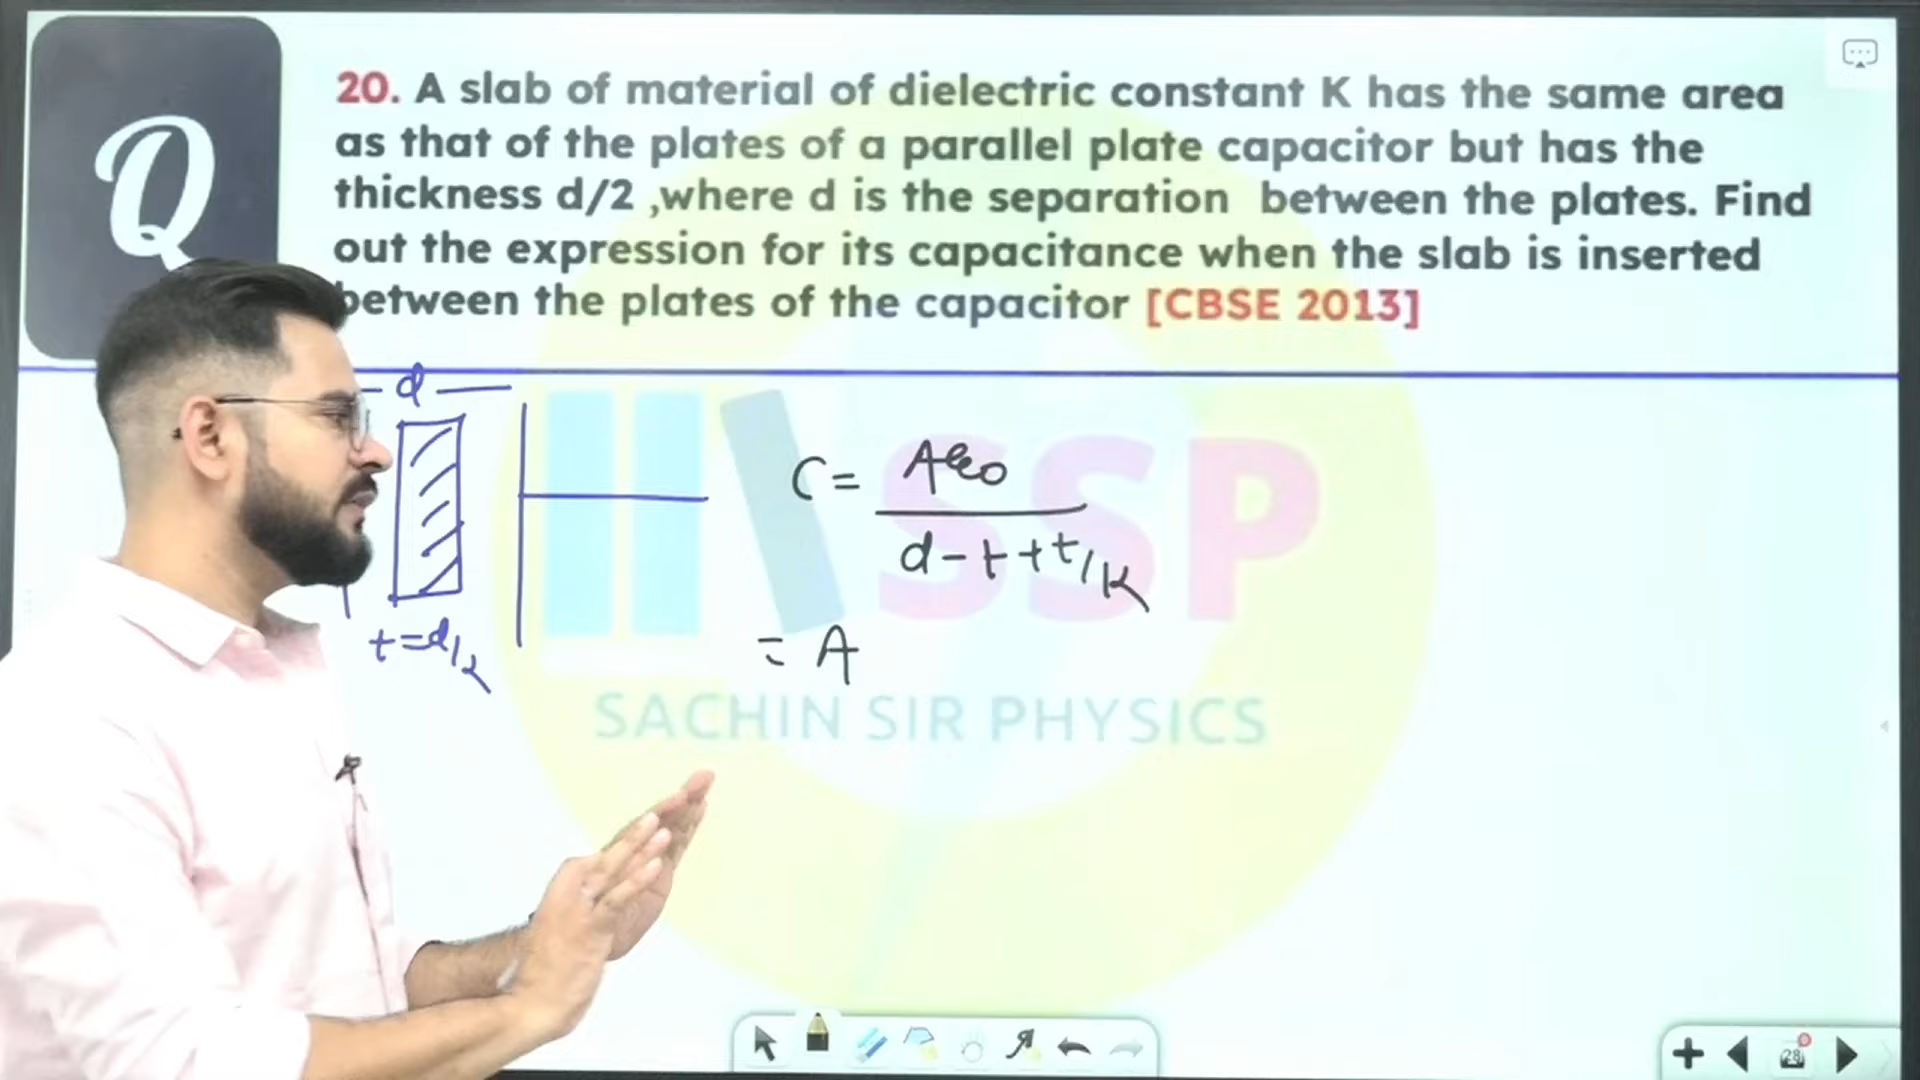 Q
20. A slab of material of dielectric constant K has the same area
as that of the plates of a parallel plate capacitor but has the
thickness d/2 ,where d is the separation between the plates. Find
out the expression for its capacitance when the slab is inserted
between the plates of the capacitor [CBSE 2013]
d
t=d/2
C = Aε0
d-t+t/K
= A
SSP
SACHIN SIR PHYSICS
28